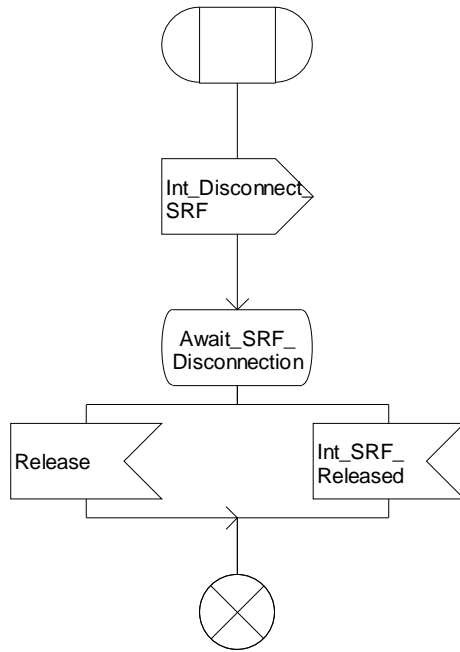 Int_Disconnect_
SRF
Await_SRF_
Disconnection
Release
Int_SRF_
Released